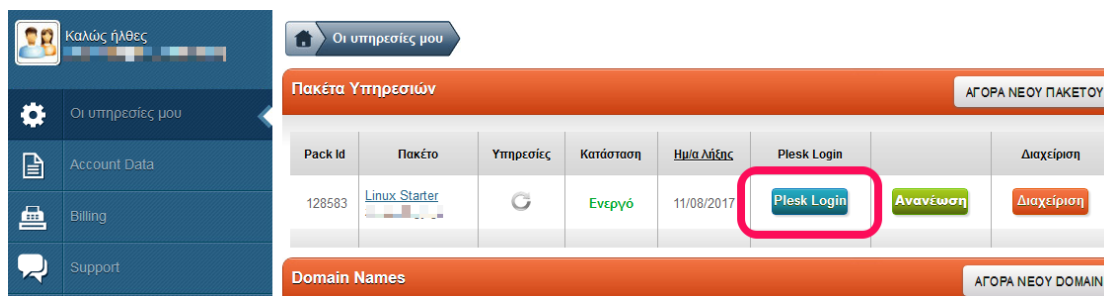 Καλώς ήλθες
Οι υπηρεσίες μου
Account Data
Billing
Support
Οι υπηρεσίες μου
Πακέτα Υπηρεσιών
ΑΓΟΡΑ ΝΕΟΥ ΠΑΚΕΤΟΥ
Pack Id Πακέτο Υπηρεσίες Κατάσταση Ημ/α Λήξης Plesk Login Διαχείριση
128583 Linux Starter Ενεργό 11/08/2017 Plesk Login Ανανέωση Διαχείριση
Domain Names
ΑΓΟΡΑ ΝΕΟΥ DOMAIN